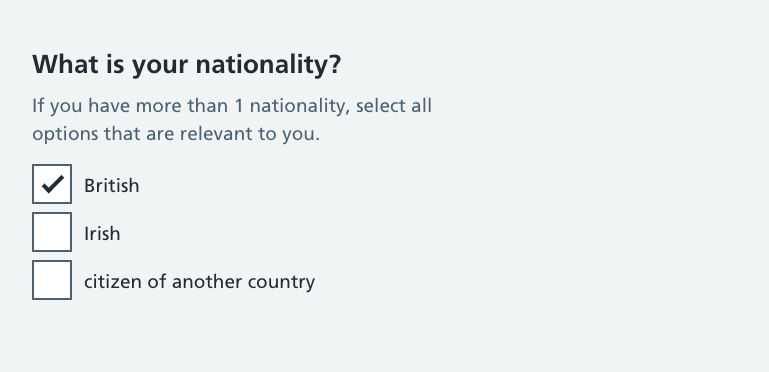 What is your nationality?
If you have more than 1 nationality, select all
options that are relevant to you.
British
Irish
citizen of another country